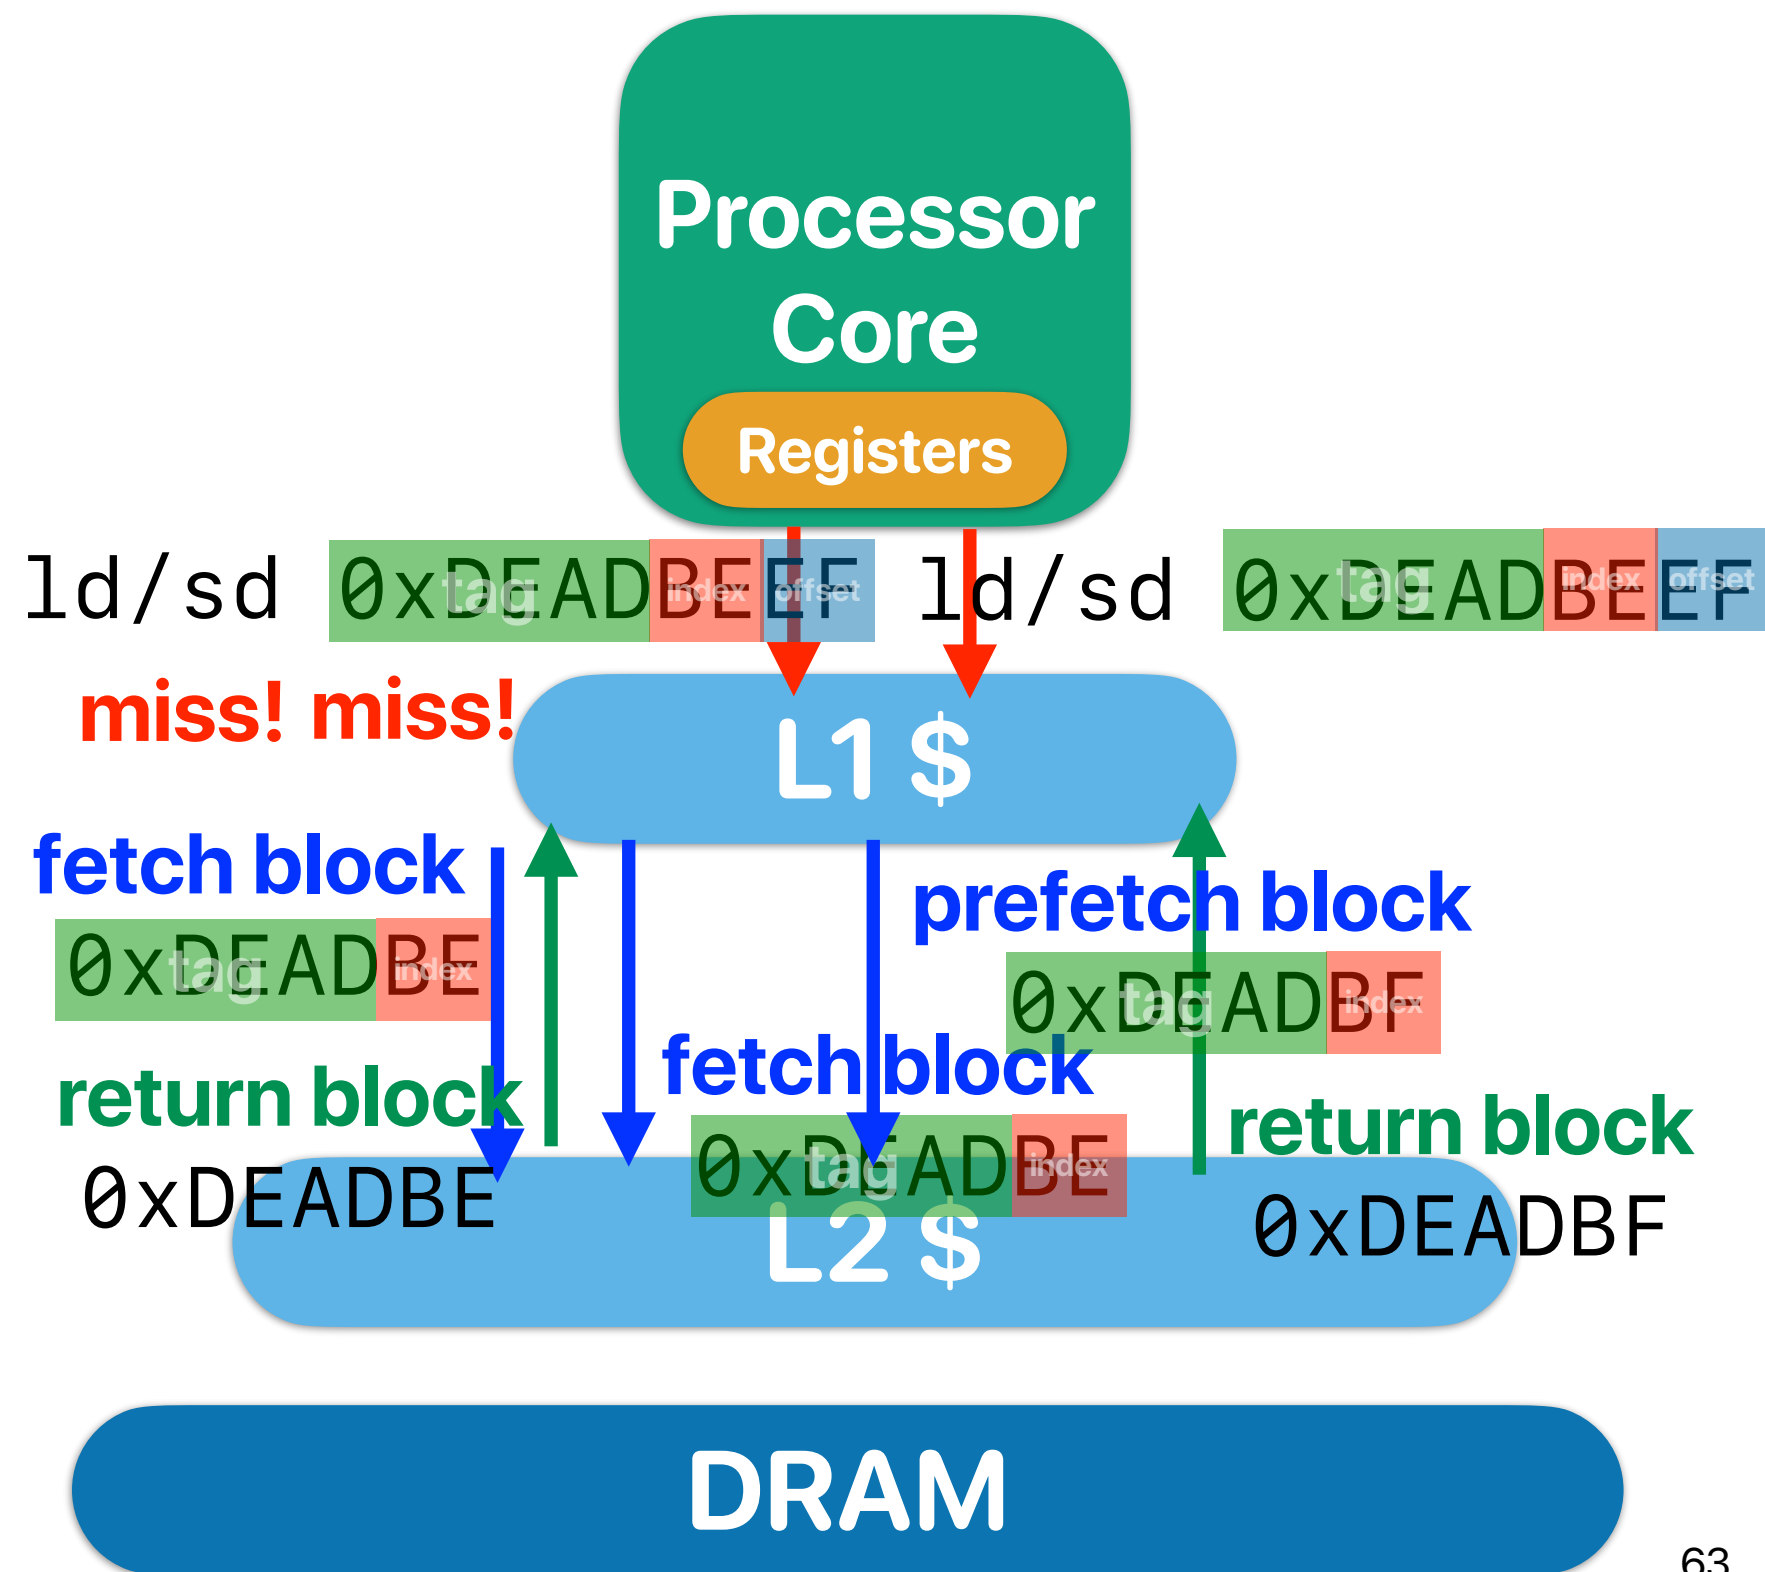 Processor
Core
Registers
ld/sd 0xDEADBEEF
tag index offset
ld/sd 0xDEADBEEF
tag index offset
miss! miss!
L1 $
fetch block
0xDEADBE
tag index
prefetch block
0xDEADBF
tag index
fetch block
0xDEADBE
tag index
return block
0xDEADBE
return block
0xDEADBF
L2 $
DRAM
63